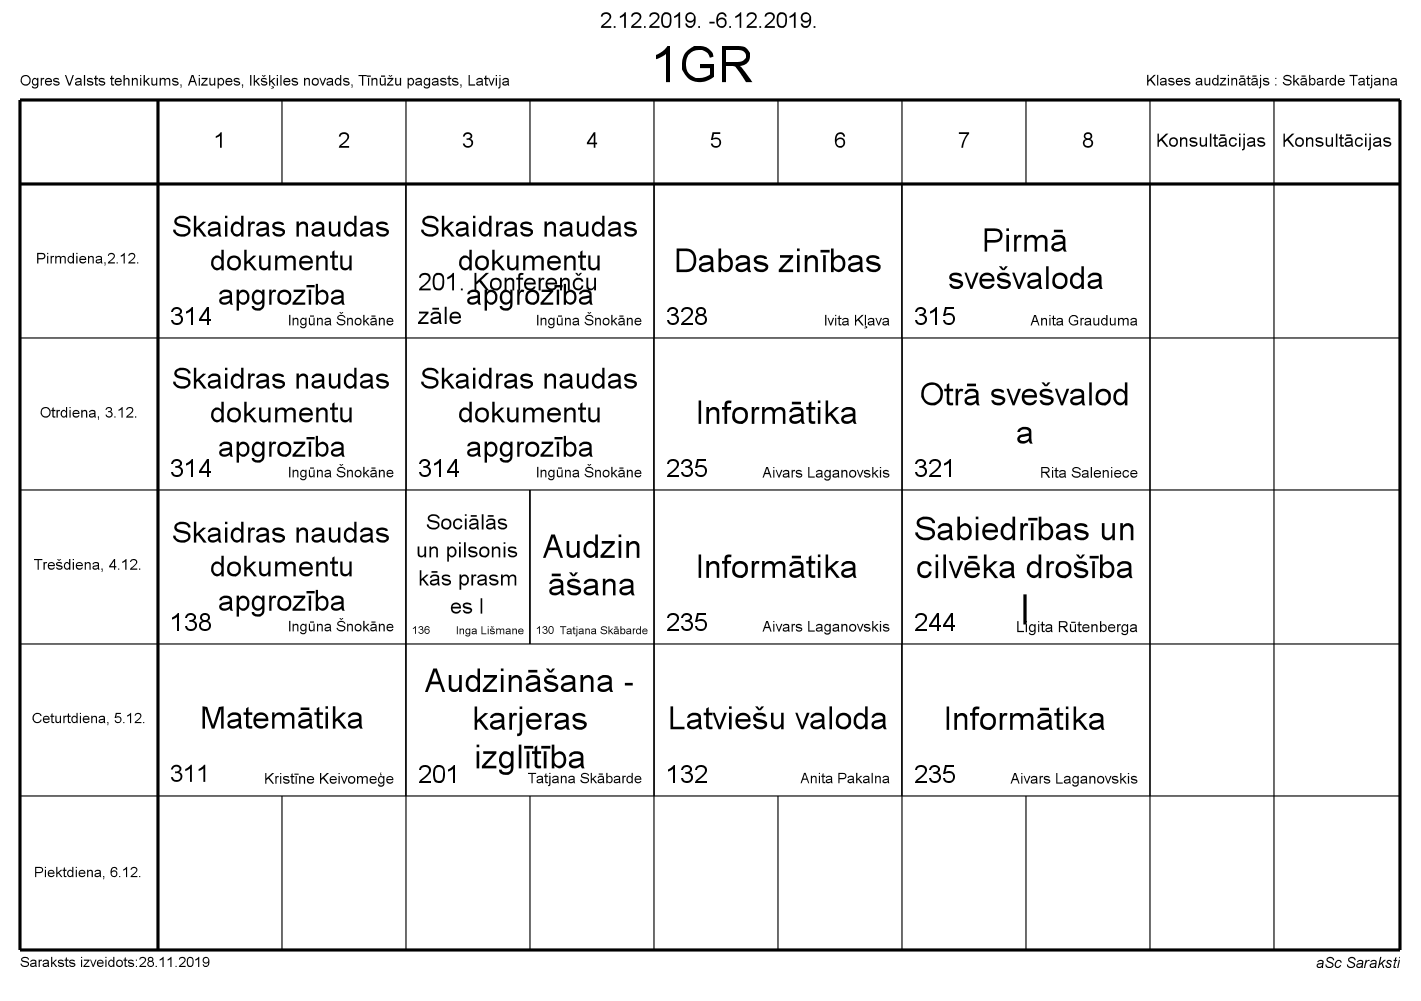 2.12.2019. -6.12.2019.
1GR
Ogres Valsts tehnikums, Aizupes, Ikšķiles novads, Tīnūžu pagasts, Latvija
Klases audzinātājs : Skābarde Tatjana
1
2
3
4
5
6
7
8
Konsultācijas
Konsultācijas
Pirmdiena,2.12.
Skaidras naudas
dokumentu
apgrozība
314
Ingūna Šnokāne
Skaidras naudas
dokumentu
apgrozība
201. Konferenču
zāle
Ingūna Šnokāne
Dabas zinības
328
Ivita Kļava
Pirmā
svešvaloda
315
Anita Grauduma
Otrdiena, 3.12.
Skaidras naudas
dokumentu
apgrozība
314
Ingūna Šnokāne
Skaidras naudas
dokumentu
apgrozība
314
Ingūna Šnokāne
Informātika
235
Aivars Laganovskis
Otrā svešvalod
a
321
Rita Saleniece
Trešdiena, 4.12.
Skaidras naudas
dokumentu
apgrozība
138
Ingūna Šnokāne
Sociālās
un pilsonis
kās prasm
es I
136
Inga Lišmane
Audzin
āšana
130
Tatjana Skābarde
Informātika
235
Aivars Laganovskis
Sabiedrības un
cilvēka drošība
I
244
Ligita Rūtenberga
Ceturtdiena, 5.12.
Matemātika
311
Kristīne Keivomeģe
Audzināšana -
karjeras
izglītība
201
Tatjana Skābarde
Latviešu valoda
132
Anita Pakalna
Informātika
235
Aivars Laganovskis
Piektdiena, 6.12.
Saraksts izveidots:28.11.2019
aSc Saraksti